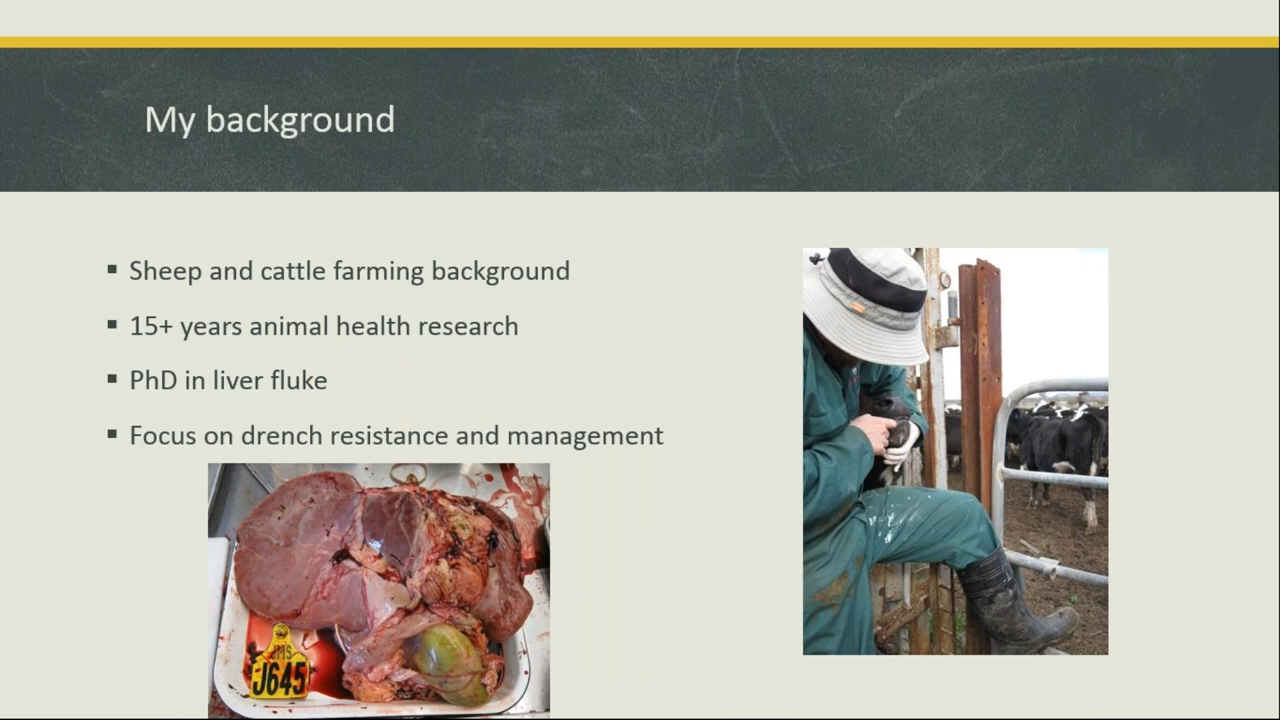 My background
▪ Sheep and cattle farming background
▪ 15+ years animal health research
▪ PhD in liver fluke
▪ Focus on drench resistance and management
J645